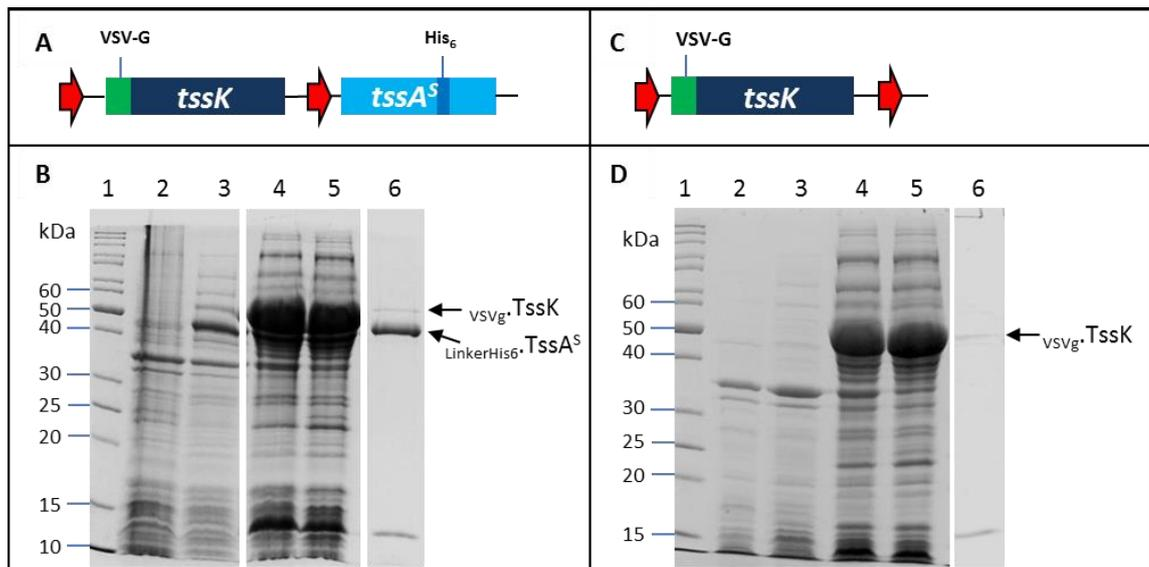 A
VSV-G
His6
tssK
tssAS
C
VSV-G
tssK
B
1 2 3 4 5 6
kDa
60
50
40
30
25
20
15
10
VSVg.TssK
LinkerHis6.TssAS
D
1 2 3 4 5 6
kDa
60
50
40
30
25
20
15
VSVg.TssK